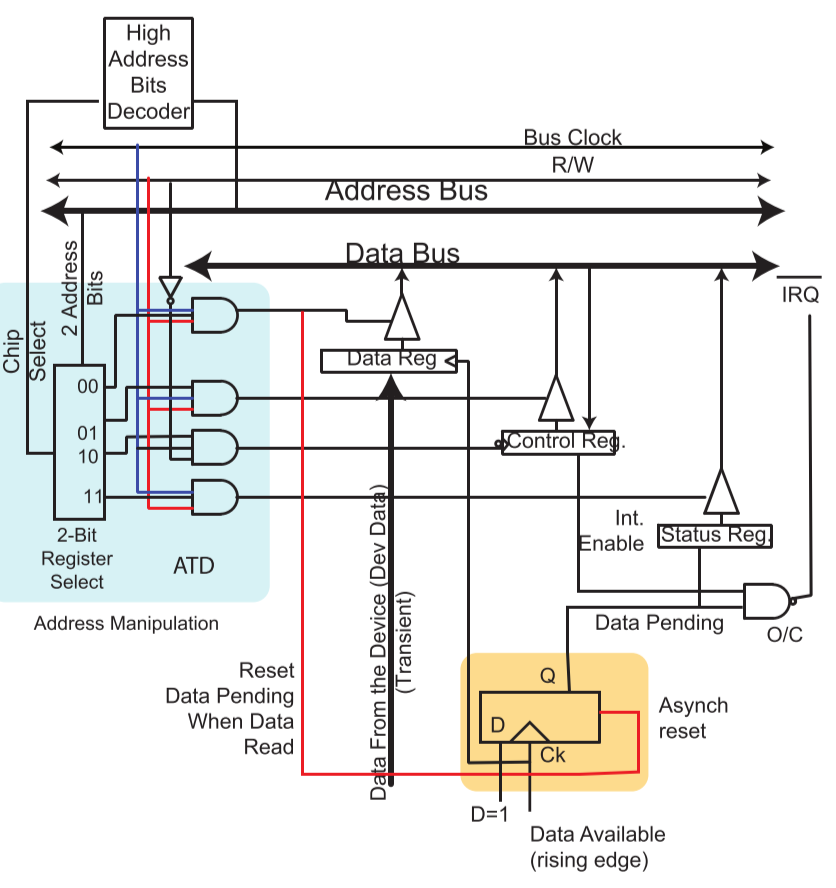 High
Address
Bits
Decoder
Bus Clock
R/W
Address Bus
Data Bus
IRQ
2 Address
Bits
Chip
Select
00
01
10
11
2-Bit
Register
Select
ATD
Address Manipulation
Data Reg
Control Reg.
Int.
Enable
Status Reg.
Data Pending
O/C
Data From the Device (Dev Data)
(Transient)
Reset
Data Pending
When Data
Read
Q
D
Ck
Asynch
reset
D=1
Data Available
(rising edge)